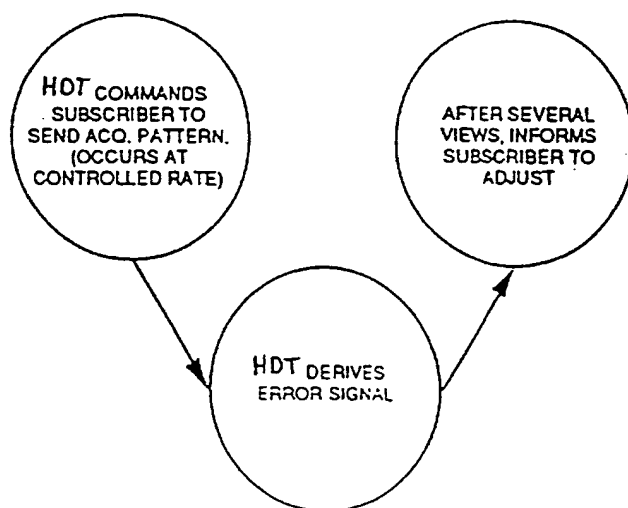 HDT COMMANDS
SUBSCRIBER TO
SEND ACQ. PATTERN.
(OCCURS AT
CONTROLLED RATE)
AFTER SEVERAL
VIEWS, INFORMS
SUBSCRIBER TO
ADJUST
HDT DERIVES
ERROR SIGNAL